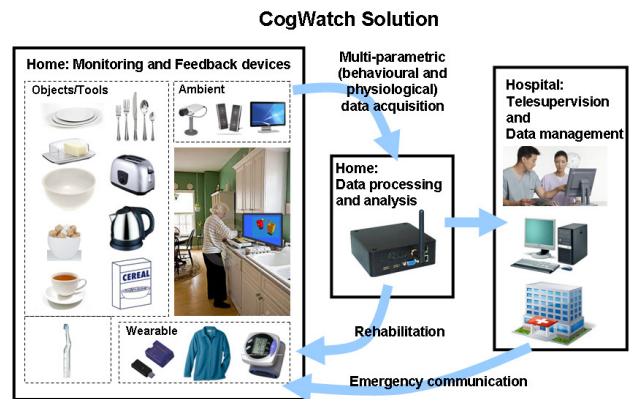 CogWatch Solution
Home: Monitoring and Feedback devices
Objects/Tools
Ambient
CEREAL
Wearable
Multi-parametric
(behavioural and
physiological)
data acquisition
Home:
Data processing
and analysis
Rehabilitation
Emergency communication
Hospital:
Telesupervision
and
Data management